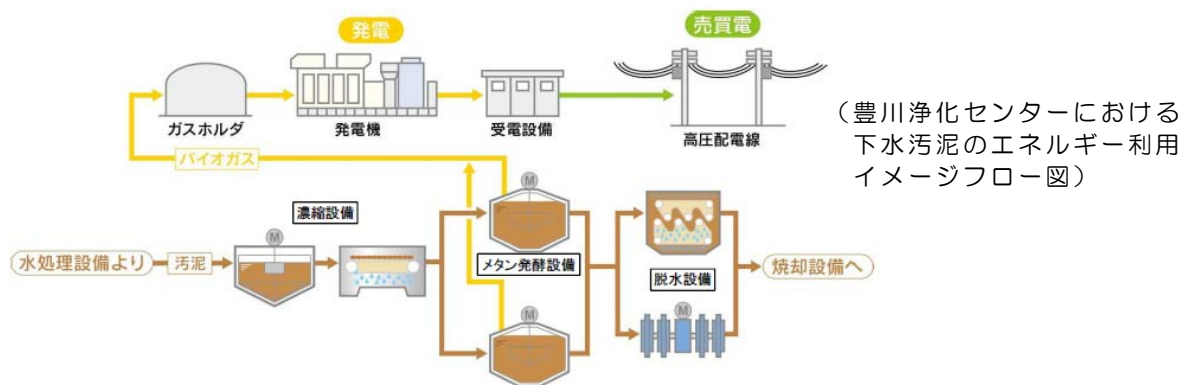 発電
売買電
ガスホルダ
発電機
受電設備
高圧配電線
(豊川浄化センターにおける
下水汚泥のエネルギー利用
イメージフロー図)
バイオガス
M
濃縮設備
M
水処理設備より
汚泥
メタン発酵設備
脱水設備
焼却設備へ
M
M